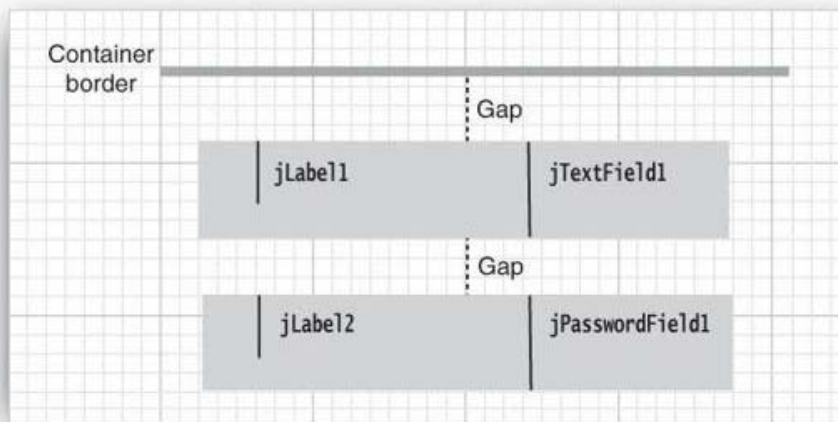 Container
border
Gap
jLabel1
jTextField1
Gap
jLabel2
jPasswordField1